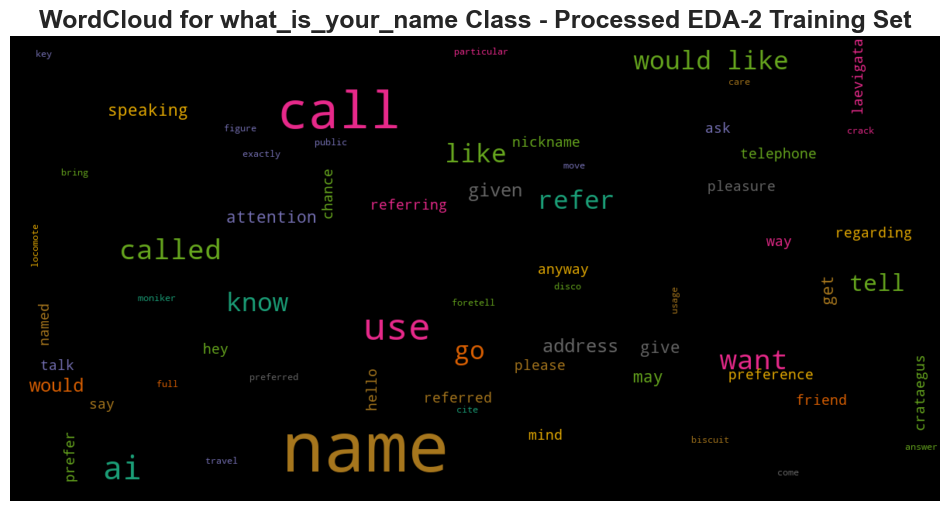 WordCloud for what_is_your_name Class - Processed EDA-2 Training Set
key
particular
would like
laevigata
care
speaking
call
figure
public
exactly
nickname
like
ask
crack
telephone
move
bring
chance
given
refer
pleasure
referring
attention
locomote
called
way
regarding
anyway
disco
get
tell
moniker
know
foretell
usage
named
use
hey
go
address
give
want
talk
would
full
preferred
hello
please
may
preference
crataegus
say
referred
cite
friend
prefer
ai
travel
name
mind
biscuit
answer
come